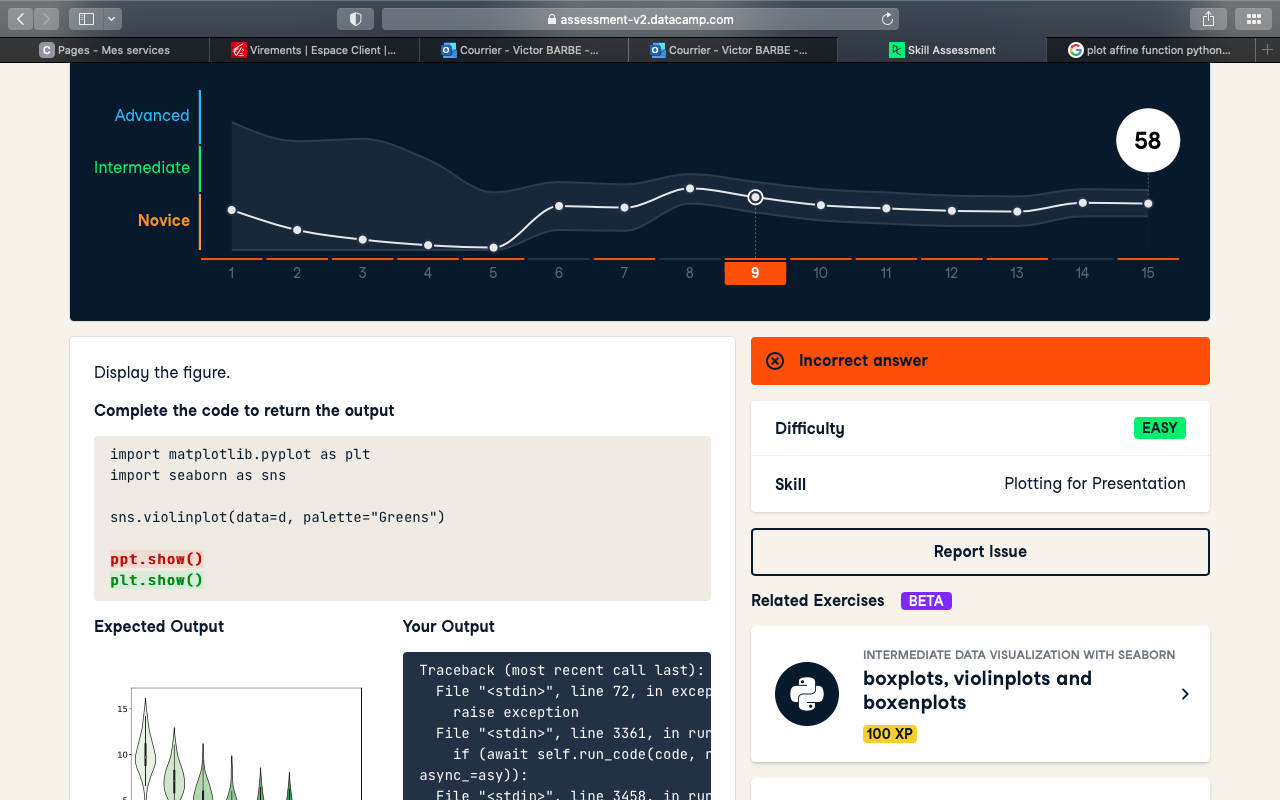 assessment-v2.datacamp.com
C Pages - Mes services
Virements | Espace Client |...
Courrier - Victor BARBE -...
Courrier - Victor BARBE -...
Skill Assessment
plot affine function python...
Advanced
Intermediate
Novice
58
1 2 3 4 5 6 7 8 9 10 11 12 13 14 15
Display the figure.
Complete the code to return the output
import matplotlib.pyplot as plt
import seaborn as sns
sns.violinplot(data=d, palette="Greens")
ppt.show()
plt.show()
Expected Output
15
10
5
Your Output
Traceback (most recent call last):
File "<stdin>", line 72, in excep
raise exception
File "<stdin>", line 3361, in run
if (await self.run_code(code, r
async_=asy)):
File "<stdin>", line 3458, in run
Incorrect answer
Difficulty
EASY
Skill
Plotting for Presentation
Report Issue
Related Exercises
BETA
INTERMEDIATE DATA VISUALIZATION WITH SEABORN
boxplots, violinplots and
boxenplots
100 XP